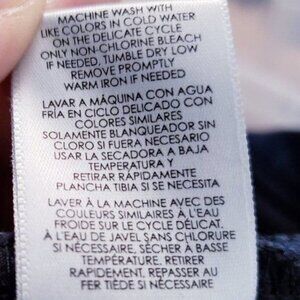 MACHINE WASH WITH
LIKE COLORS IN COLD WATER
ON THE DELICATE CYCLE
ONLY NON-CHLORINE BLEACH
IF NEEDED, TUMBLE DRY LOW
REMOVE PROMPTLY
WARM IRON IF NEEDED
LAVAR A MÁQUINA CON AGUA
FRÍA EN CICLO DELICADO CON
COLORES SIMILARES
SOLAMENTE BLANQUEADOR SIN
CLORO SI FUERA NECESARIO
USAR LA SECADORA A BAJA
TEMPERATURA Y
RETIRAR RÁPIDAMENTE
PLANCHA TIBIA SI SE NECESITA
LAVER À LA MACHINE AVEC DES
COULEURS SIMILAIRES À L'EAU
FROIDE SUR LE CYCLE DÉLICAT.
À L'EAU DE JAVEL SANS CHLORURE
SI NÉCESSAIRE, SÉCHER À BASSE
TEMPÉRATURE. RETIRER
RAPIDEMENT. REPASSER AU
FER TIÈDE SI NÉCESSAIRE